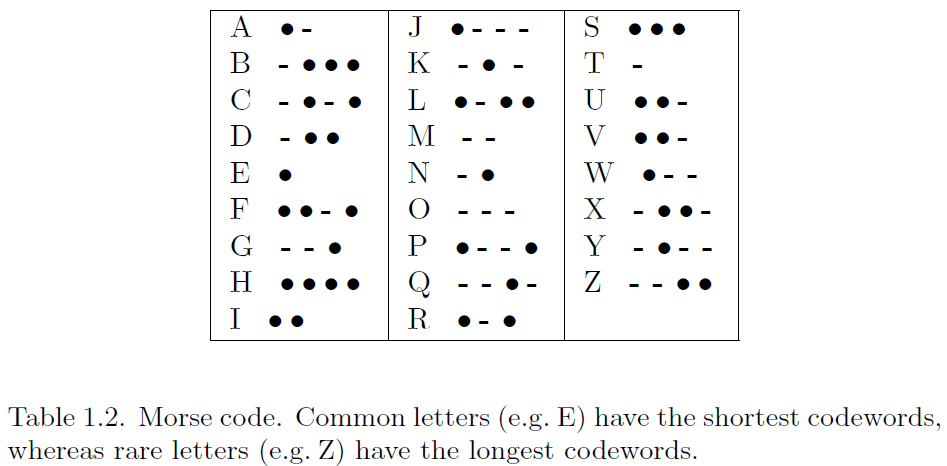 A ●- J ●- - - S ●●●
B - ●●● K - ● - T -
C - ●- ● L ●- ●● U ●●-
D - ●● M - - V ●●-
E ● N - ● W ●- -
F ●●- ● O - - - X - ●●-
G - - ● P ●- - ● Y - ●- -
H ●●●● Q - - ●- Z - - ●●
I ●● R ●- ●
Table 1.2. Morse code. Common letters (e.g. E) have the shortest codewords,
whereas rare letters (e.g. Z) have the longest codewords.